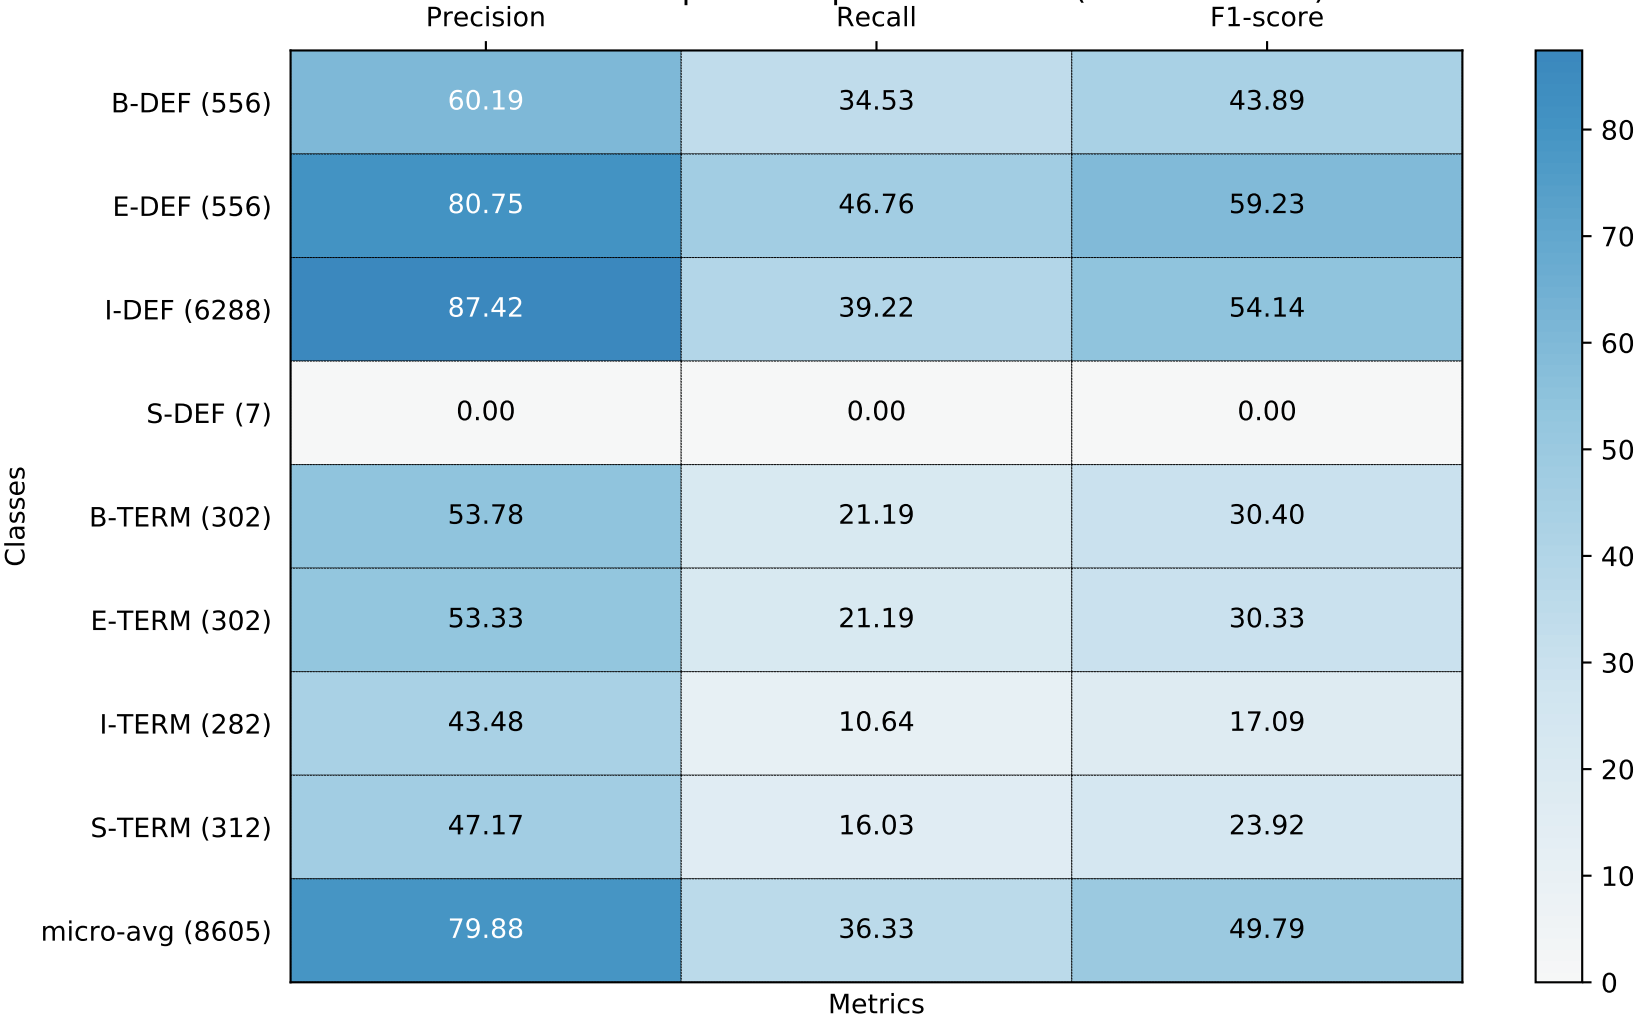 Precision Recall F1-score
B-DEF (556) 60.19 34.53 43.89
E-DEF (556) 80.75 46.76 59.23
I-DEF (6288) 87.42 39.22 54.14
S-DEF (7) 0.00 0.00 0.00
B-TERM (302) 53.78 21.19 30.40
E-TERM (302) 53.33 21.19 30.33
I-TERM (282) 43.48 10.64 17.09
S-TERM (312) 47.17 16.03 23.92
micro-avg (8605) 79.88 36.33 49.79
Classes
Metrics
80
70
60
50
40
30
20
10
0